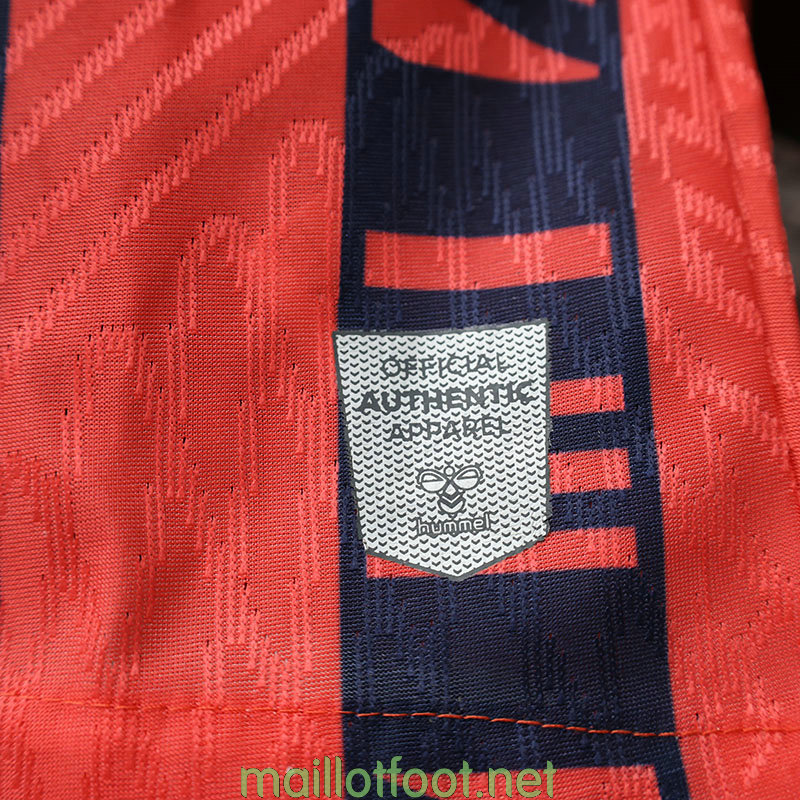 OFFICIAL
AUTHENTIC
APPAREL
hummel
maillotfoot.net